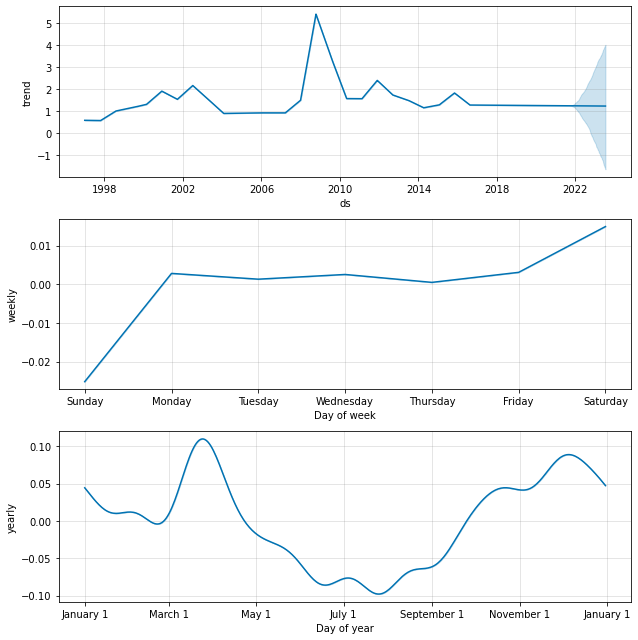 5
4
3
2
1
0
−1
trend
1998 2002 2006 2010 2014 2018 2022
ds
0.01
0.00
−0.01
−0.02
weekly
Sunday Monday Tuesday Wednesday Thursday Friday Saturday
Day of week
0.10
0.05
0.00
−0.05
−0.10
yearly
January 1 March 1 May 1 July 1 September 1 November 1 January 1
Day of year